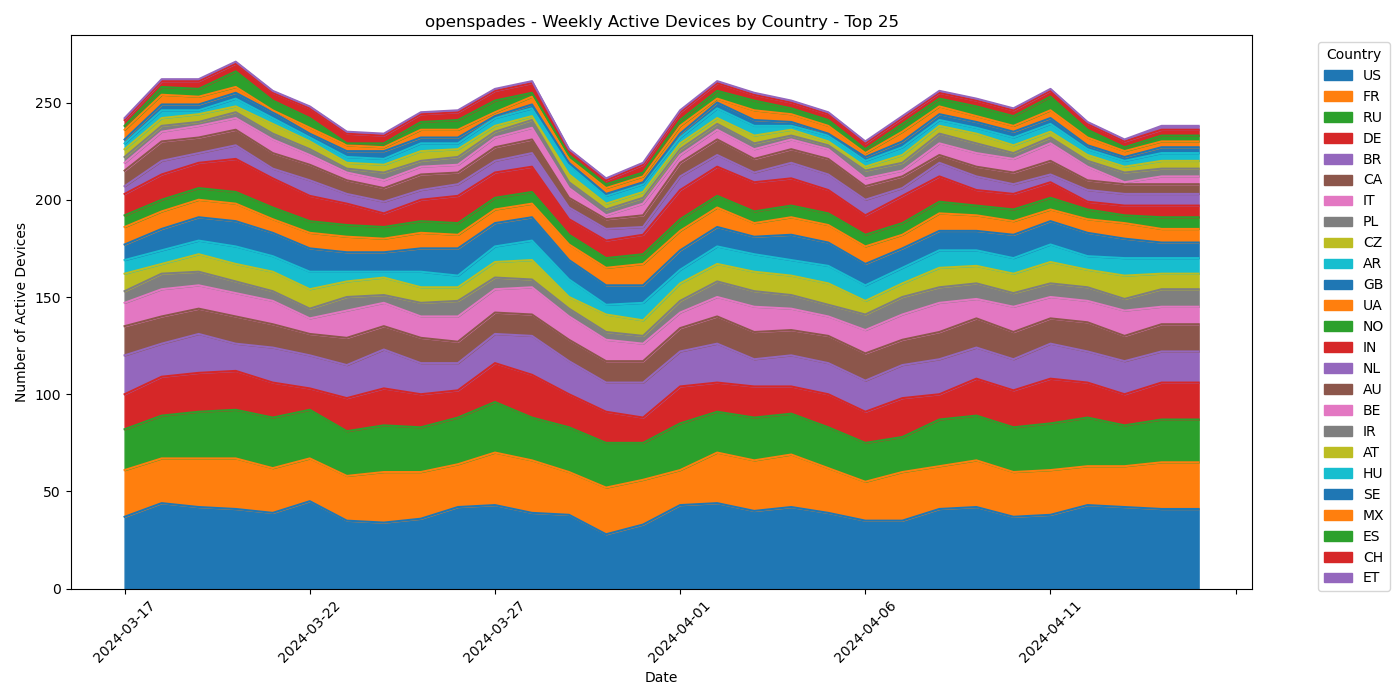 openspades - Weekly Active Devices by Country - Top 25
Number of Active Devices
250
200
150
100
50
0
2024-03-17
2024-03-22
2024-03-27
2024-04-01
2024-04-06
2024-04-11
Date
Country
US
FR
RU
DE
BR
CA
IT
PL
CZ
AR
GB
UA
NO
IN
NL
AU
BE
IR
AT
HU
SE
MX
ES
CH
ET